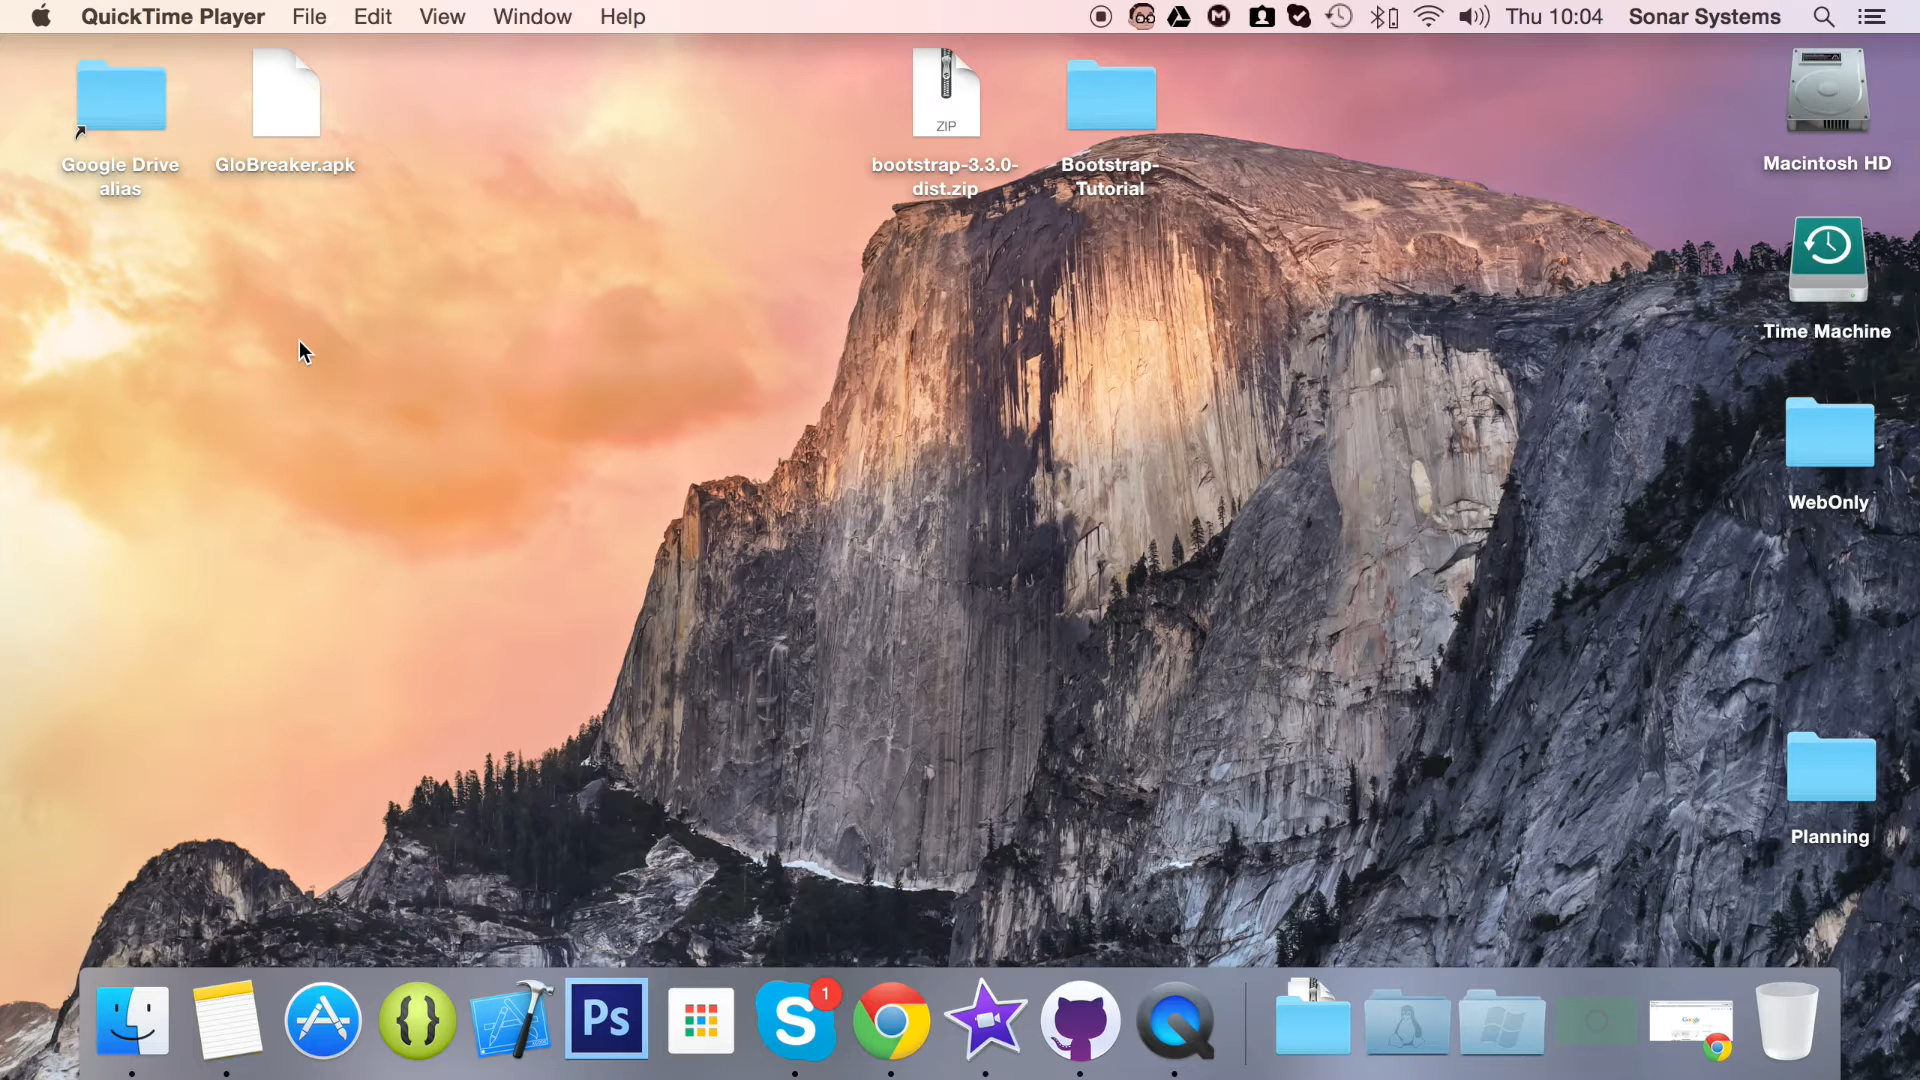 QuickTime Player File Edit View Window Help Thu 10:04 Sonar Systems
Google Drive
alias
GloBreaker.apk
ZIP
bootstrap-3.3.0-
dist.zip
Bootstrap-
Tutorial
Macintosh HD
Time Machine
WebOnly
Planning
Ps
1
Google